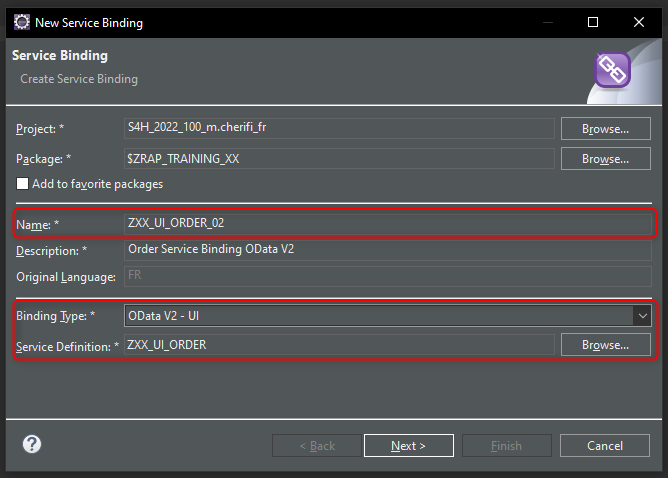 New Service Binding
Service Binding
Create Service Binding
Project: * S4H_2022_100_m.cherifi_fr Browse...
Package: * $ZRAP_TRAINING_XX Browse...
Add to favorite packages
Name: * ZXX_UI_ORDER_02
Description: * Order Service Binding OData V2
Original Language: FR
Binding Type: * OData V2 - UI
Service Definition: * ZXX_UI_ORDER Browse...
? < Back Next > Finish Cancel